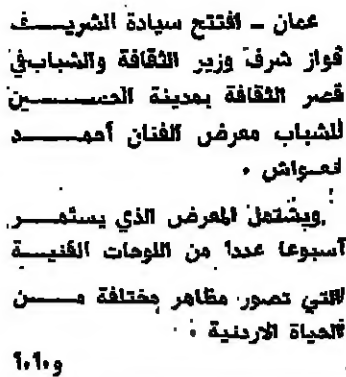 عمان – افتتح سيادة الشريف
فواز شرف وزير الثقافة والشباب في
قصر الثقافة بمدينة الحسين
للشباب معرض الفنان أحمد
نعواش .
ويشتمل المعرض الذي يستمر
أسبوعا عددا من اللوحات الفنية
التي تصور مظاهر مختلفة من
الحياة الاردنية .
و.أ.أ